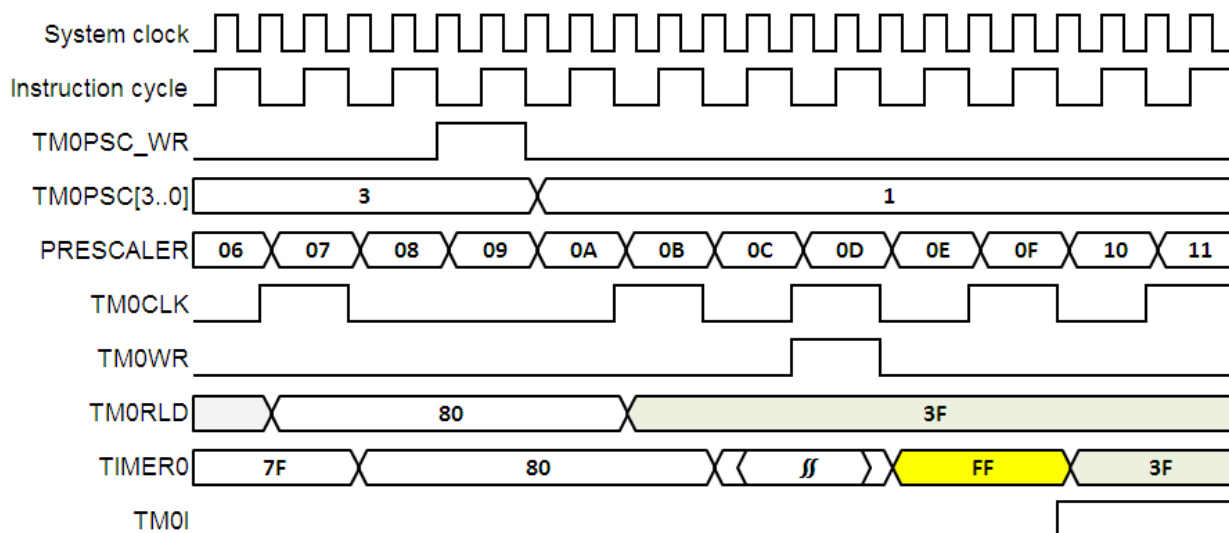 System clock
Instruction cycle
TM0PSC_WR
TM0PSC[3..0] 3 1
PRESCALER 06 07 08 09 0A 0B 0C 0D 0E 0F 10 11
TM0CLK
TM0WR
TM0RLD 80 3F
TIMER0 7F 80 ∬ FF 3F
TM0I